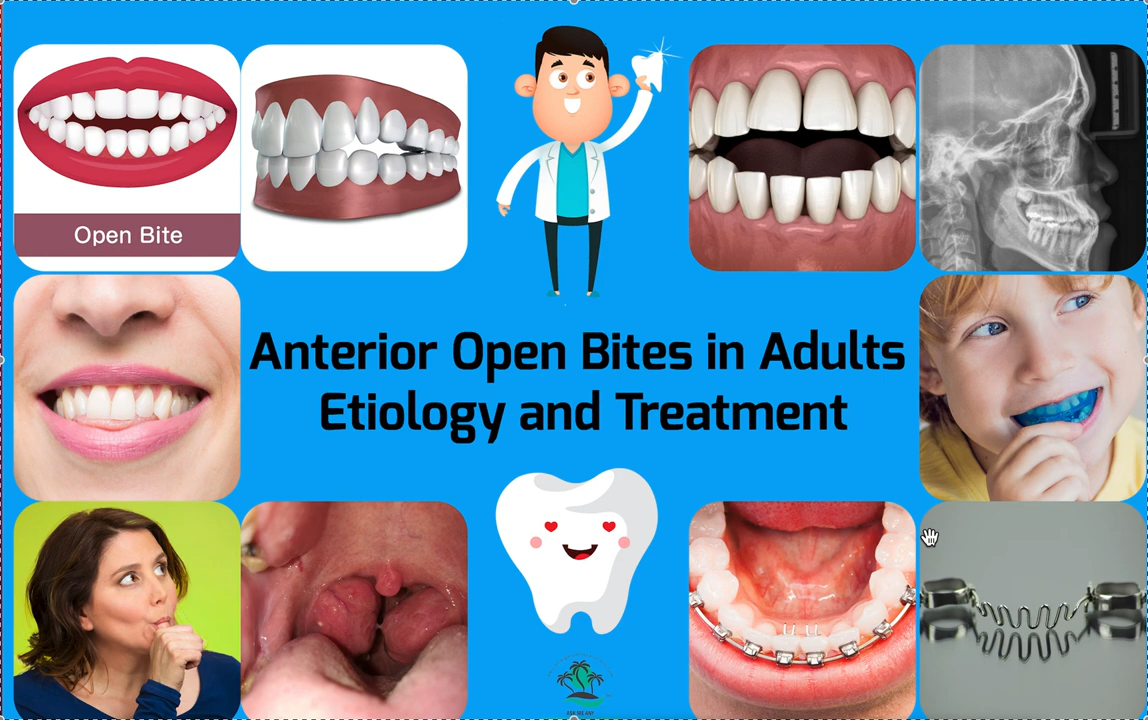 Open Bite
Anterior Open Bites in Adults
Etiology and Treatment